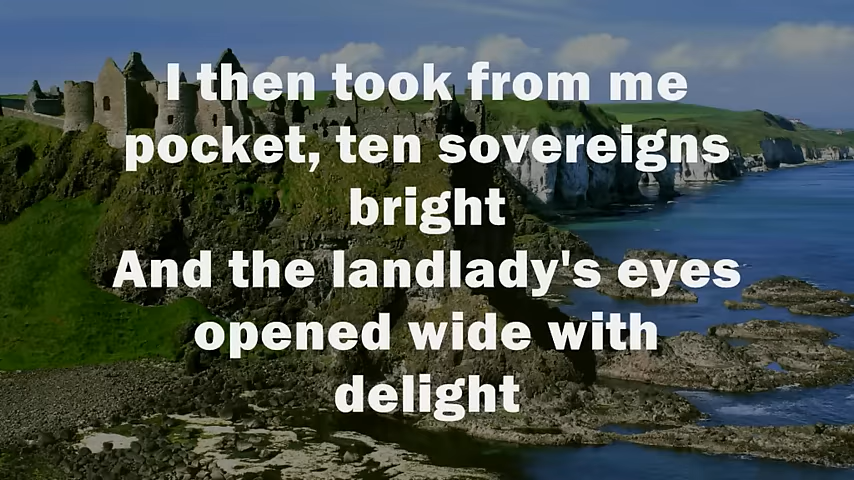 I then took from me
pocket, ten sovereigns
bright
And the landlady's eyes
opened wide with
delight